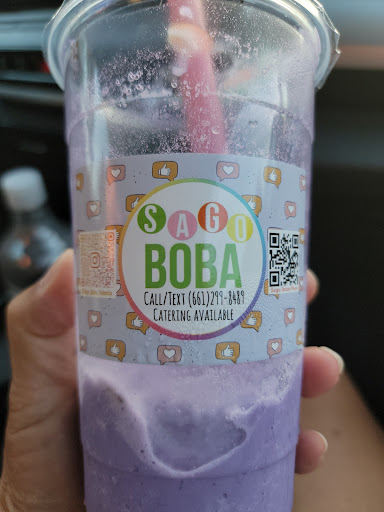 SAGO
BOBA
CALL/TEXT (661)299-8489
CATERING AVAILABLE